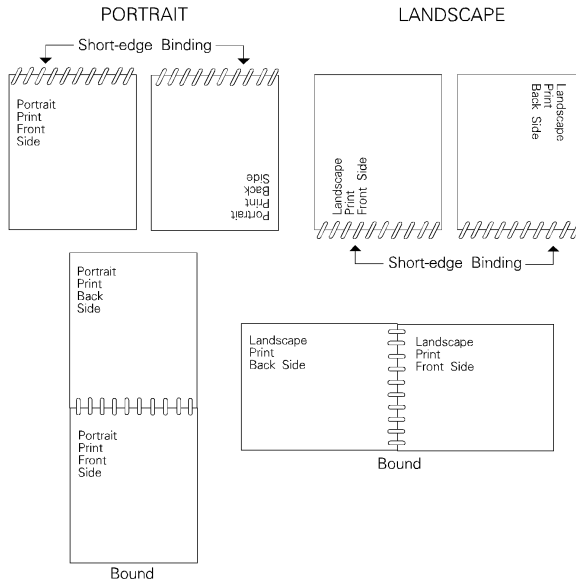 PORTRAIT
LANDSCAPE
Short-edge Binding
Portrait
Print
Front
Side
Portrait
Print
Back
Side
Landscape
Print
Front Side
Landscape
Print
Back Side
Short-edge Binding
Portrait
Print
Back
Side
Portrait
Print
Front
Side
Bound
Landscape
Print
Back Side
Landscape
Print
Front Side
Bound